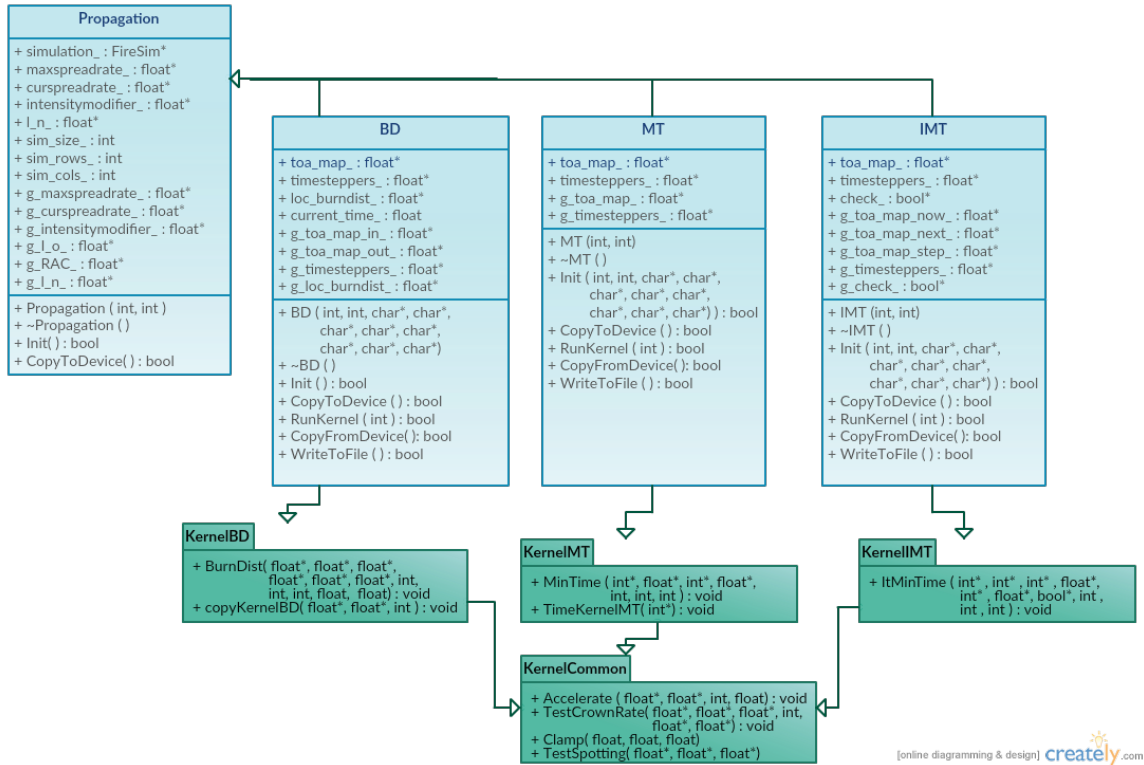 Propagation
+ simulation_ : FireSim*
+ maxspreadrate_ : float*
+ curspreadrate_ : float*
+ intensitymodifier_ : float*
+ l_n_ : float*
+ sim_size_ : int
+ sim_rows_ : int
+ sim_cols_ : int
+ g_maxspreadrate_ : float*
+ g_curspreadrate_ : float*
+ g_intensitymodifier_ : float*
+ g_l_o_ : float*
+ g_RAC_ : float*
+ g_l_n_ : float*
+ Propagation ( int, int )
+ ~Propagation ( )
+ Init() : bool
+ CopyToDevice( ) : bool
BD
+ toa_map_ : float*
+ timesteppers_ : float*
+ loc_burndist_ : float*
+ current_time_ : float
+ g_toa_map_in_ : float*
+ g_toa_map_out_ : float*
+ g_timesteppers_ : float*
+ g_loc_burndist_ : float*
+ BD ( int, int, char*, char*,
char*, char*, char*,
char*, char*, char*)
+ ~BD ( )
+ Init ( ) : bool
+ CopyToDevice ( ) : bool
+ RunKernel ( int ) : bool
+ CopyFromDevice( ): bool
+ WriteToFile ( ) : bool
MT
+ toa_map_ : float*
+ timesteppers_ : float*
+ g_toa_map_ : float*
+ g_timesteppers_ : float*
+ MT (int, int)
+ ~MT ( )
+ Init ( int, int, char*, char*,
char*, char*, char*,
char*, char*, char*) ) : bool
+ CopyToDevice ( ) : bool
+ RunKernel ( int ) : bool
+ CopyFromDevice( ): bool
+ WriteToFile ( ) : bool
IMT
+ toa_map_ : float*
+ timesteppers_ : float*
+ check_ : bool*
+ g_toa_map_now_ : float*
+ g_toa_map_next_ : float*
+ g_toa_map_step_ : float*
+ g_timesteppers_ : float*
+ g_check_ : bool*
+ IMT (int, int)
+ ~IMT ( )
+ Init ( int, int, char*, char*,
char*, char*, char*,
char*, char*, char*) ) : bool
+ CopyToDevice ( ) : bool
+ RunKernel ( int ) : bool
+ CopyFromDevice( ): bool
+ WriteToFile ( ) : bool
KernelBD
+ BurnDist( float*, float*, float*,
float*, float*, float*, int,
int, int, float, float) : void
+ copyKernelBD( float*, float*, int ) : void
KernelMT
+ MinTime ( int*, float*, int*, float*,
int, int, int ) : void
+ TimeKernelMT( int*) : void
KernelIMT
+ ItMinTime ( int* , int* , int* , float*,
int* , float*, bool*, int ,
int , int ) : void
KernelCommon
+ Accelerate ( float*, float*, int, float) : void
+ TestCrownRate( float*, float*, float*, int,
float*, float*) : void
+ Clamp( float, float, float)
+ TestSpotting( float*, float*, float*)
[online diagramming & design] creately.com